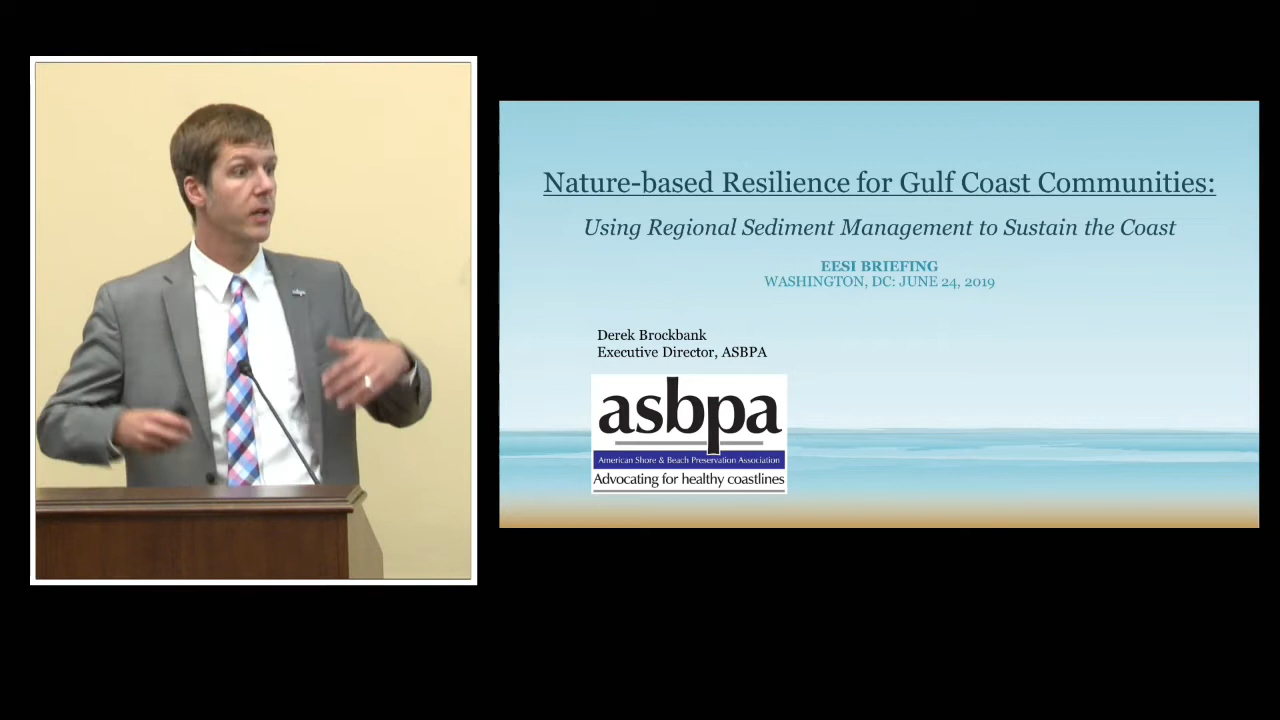 Nature-based Resilience for Gulf Coast Communities:
Using Regional Sediment Management to Sustain the Coast
EESI BRIEFING
WASHINGTON, DC: JUNE 24, 2019
Derek Brockbank
Executive Director, ASBPA
asbpa
American Shore & Beach Preservation Association
Advocating for healthy coastlines